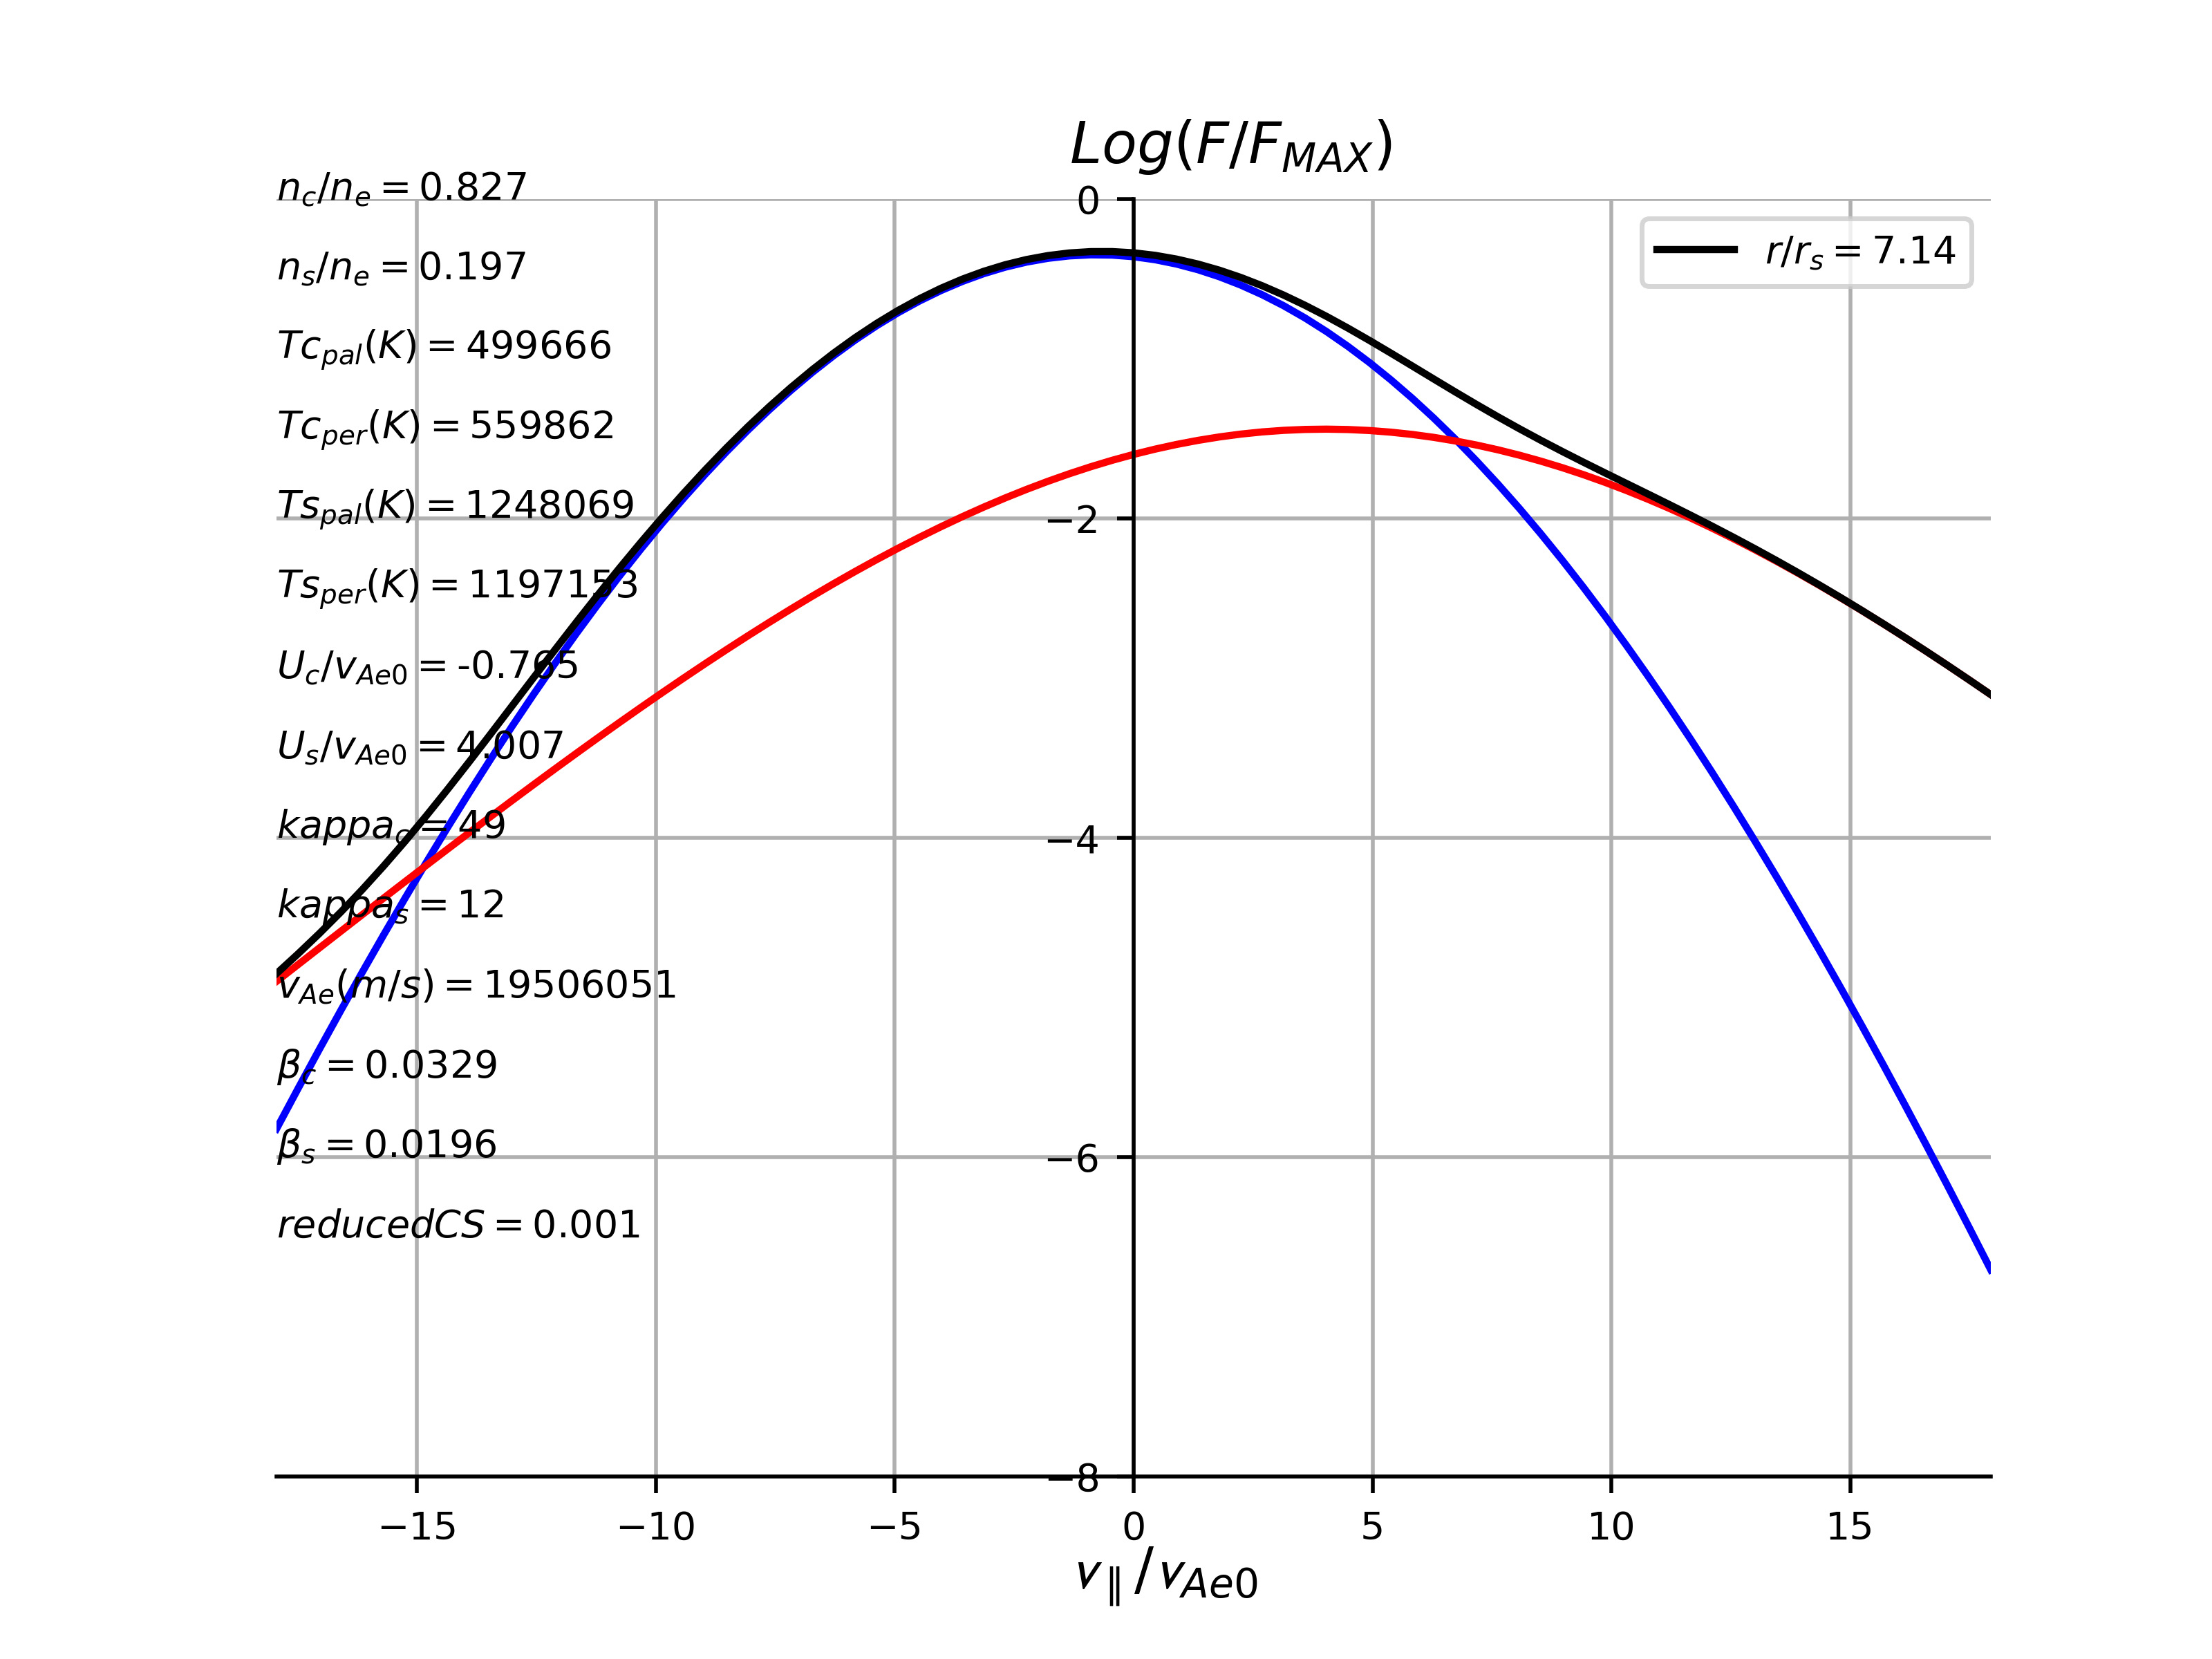 Log(F/F_MAX)
n_c/n_e = 0.827
n_s/n_e = 0.197
Tc_pal(K) = 499666
Tc_per(K) = 559862
Ts_pal(K) = 1248069
Ts_per(K) = 1197153
U_c/v_Ae0 = -0.765
U_s/v_Ae0 = 4.007
kappa_c = 49
kappa_s = 12
v_Ae(m/s) = 19506051
β_c = 0.0329
β_s = 0.0196
reducedCS = 0.001
r/r_s = 7.14
0
−2
−4
−6
−8
−15 −10 −5 0 5 10 15
v_∥/v_Ae0